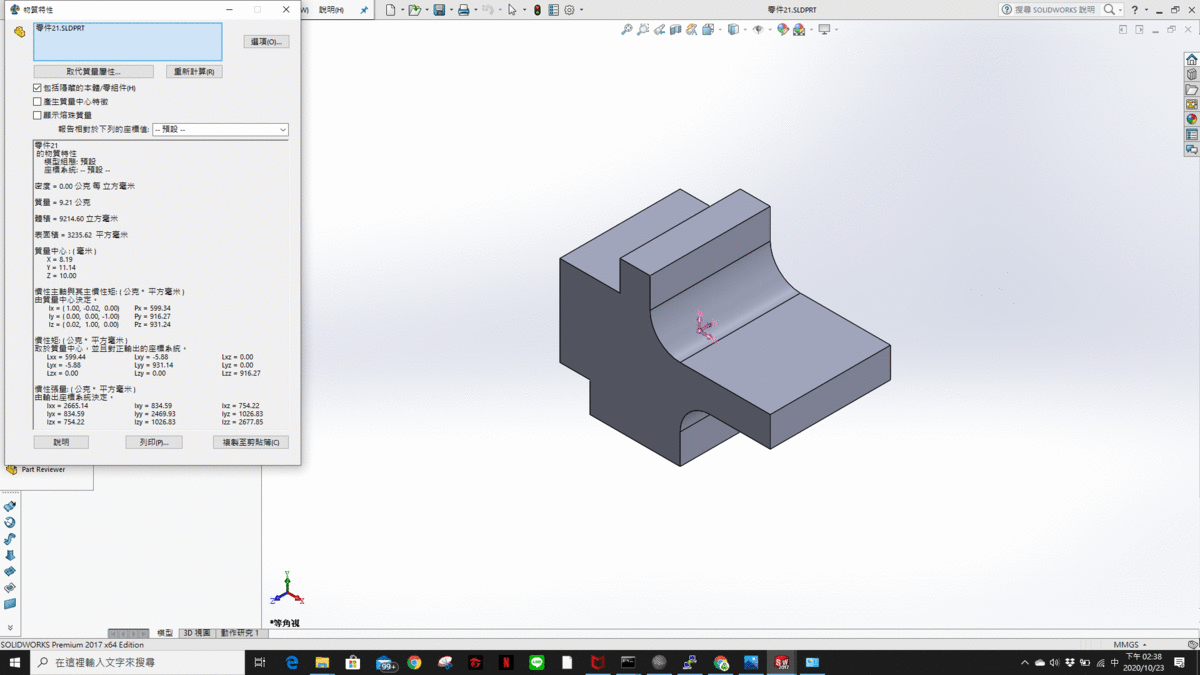 物質特性
零件21.SLDPRT
選項(O)...
取代質量屬性...
重新計算(R)
包括隱藏的本體/零組件(H)
產生質量中心特徵
顯示熔珠質量
報告相對於下列的座標值: -- 預設 --
零件21
的物質特性
模型組態: 預設
座標系統: -- 預設 --
密度 = 0.00 公克 每 立方毫米
質量 = 9.21 公克
體積 = 9214.60 立方毫米
表面積 = 3235.62 平方毫米
質量中心 : ( 毫米 )
X = 8.19
Y = 11.14
Z = 10.00
慣性主軸與其主慣性矩: ( 公克 * 平方毫米 )
由質量中心決定。
Ix = ( 1.00, -0.02, 0.00) Px = 599.34
Iy = ( 0.00, 0.00, -1.00) Py = 916.27
Iz = ( 0.02, 1.00, 0.00) Pz = 931.24
慣性矩: ( 公克 * 平方毫米 )
取於質量中心，並且對正輸出的座標系統。
Lxx = 599.44 Lxy = -5.88 Lxz = 0.00
Lyx = -5.88 Lyy = 931.14 Lyz = 0.00
Lzx = 0.00 Lzy = 0.00 Lzz = 916.27
慣性張量: ( 公克 * 平方毫米 )
由輸出座標系統決定。
Ixx = 2665.14 Ixy = 834.59 Ixz = 754.22
Iyx = 834.59 Iyy = 2469.93 Iyz = 1026.83
Izx = 754.22 Izy = 1026.83 Izz = 2677.85
說明
列印(P)...
複製至剪貼簿(C)
W) 說明(H)
零件21.SLDPRT
搜尋 SOLIDWORKS 說明
Part Reviewer
Y
Z X
*等角視
模型 3D 視圖 動作研究 1
SOLIDWORKS Premium 2017 x64 Edition
MMGS
在這裡輸入文字來搜尋
99+
中
下午 02:38
2020/10/23